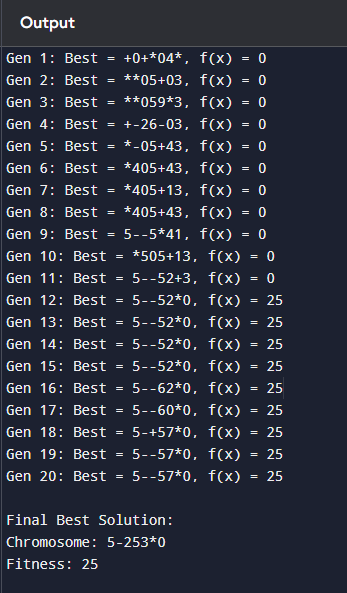 Output
Gen 1: Best = +0+*04*, f(x) = 0
Gen 2: Best = **05+03, f(x) = 0
Gen 3: Best = **059*3, f(x) = 0
Gen 4: Best = +-26-03, f(x) = 0
Gen 5: Best = *-05+43, f(x) = 0
Gen 6: Best = *405+43, f(x) = 0
Gen 7: Best = *405+13, f(x) = 0
Gen 8: Best = *405+43, f(x) = 0
Gen 9: Best = 5--5*41, f(x) = 0
Gen 10: Best = *505+13, f(x) = 0
Gen 11: Best = 5--52+3, f(x) = 0
Gen 12: Best = 5--52*0, f(x) = 25
Gen 13: Best = 5--52*0, f(x) = 25
Gen 14: Best = 5--52*0, f(x) = 25
Gen 15: Best = 5--52*0, f(x) = 25
Gen 16: Best = 5--62*0, f(x) = 25
Gen 17: Best = 5--60*0, f(x) = 25
Gen 18: Best = 5-+57*0, f(x) = 25
Gen 19: Best = 5--57*0, f(x) = 25
Gen 20: Best = 5--57*0, f(x) = 25
Final Best Solution:
Chromosome: 5-253*0
Fitness: 25